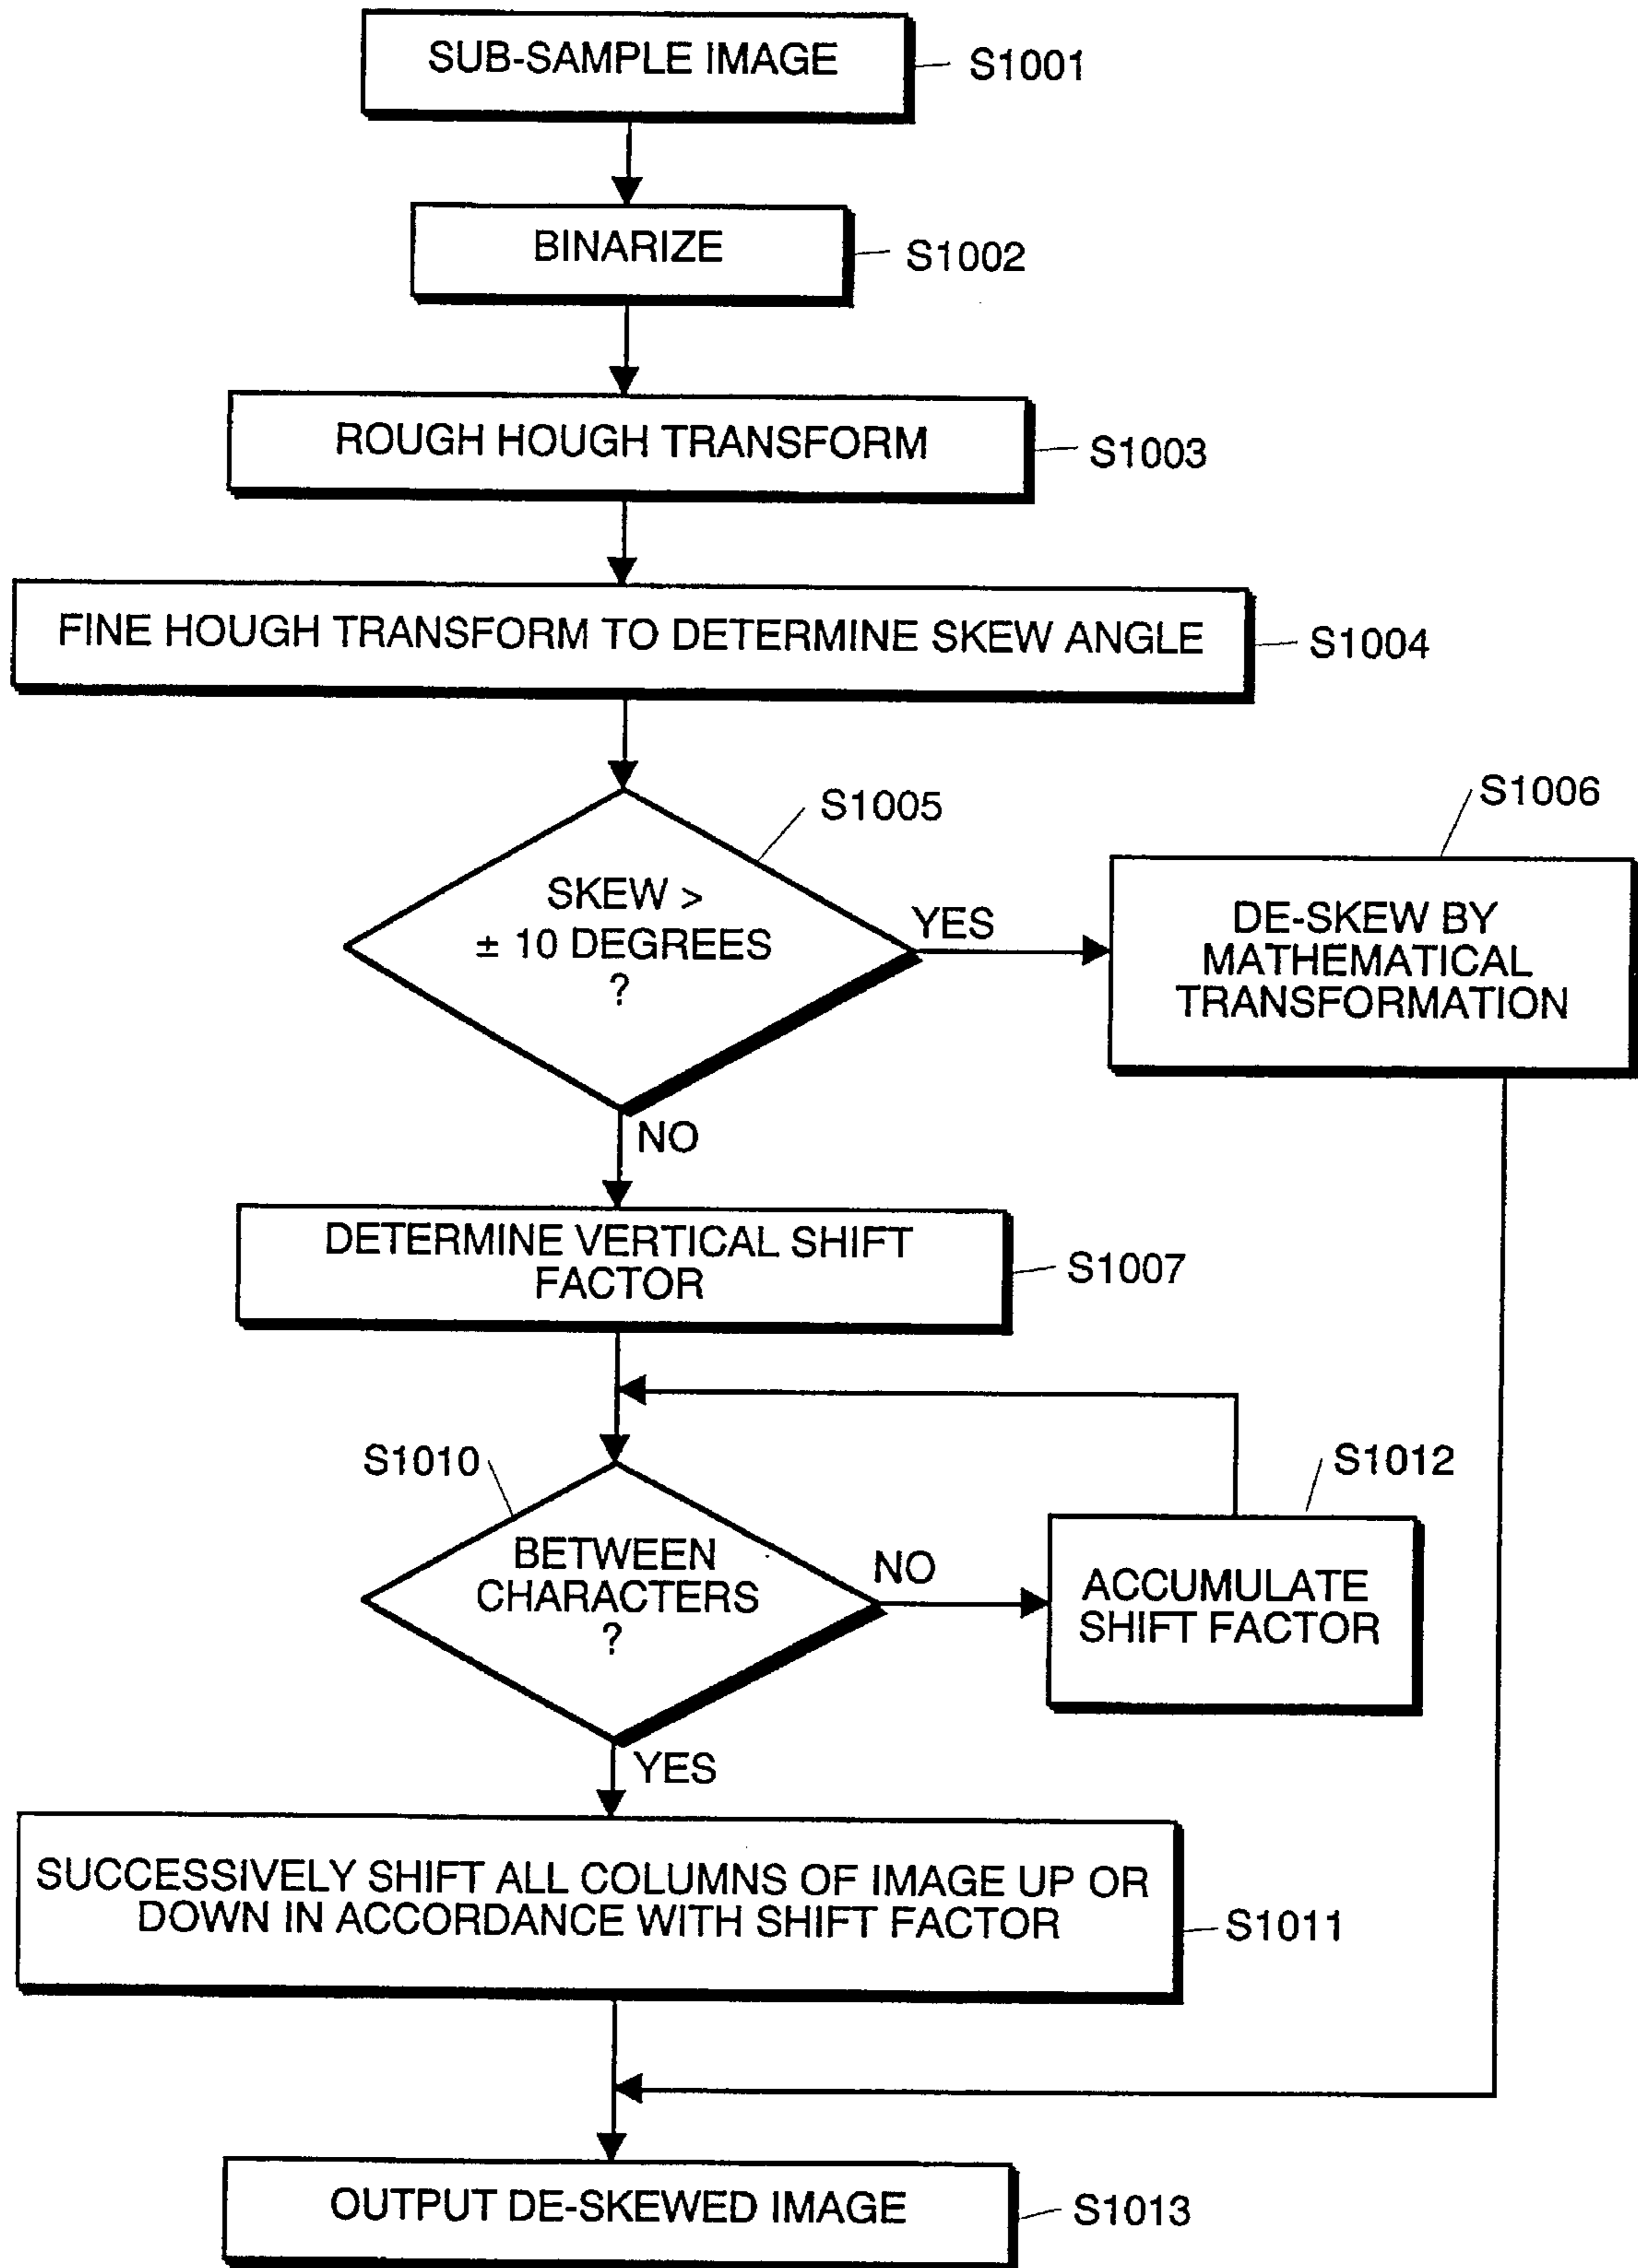 SUB-SAMPLE IMAGE
S1001
BINARIZE
S1002
ROUGH HOUGH TRANSFORM
S1003
FINE HOUGH TRANSFORM TO DETERMINE SKEW ANGLE
S1004
S1005
SKEW >
± 10 DEGREES
?
YES
S1006
DE-SKEW BY
MATHEMATICAL
TRANSFORMATION
NO
DETERMINE VERTICAL SHIFT
FACTOR
S1007
S1010
BETWEEN
CHARACTERS
?
NO
S1012
ACCUMULATE
SHIFT FACTOR
YES
SUCCESSIVELY SHIFT ALL COLUMNS OF IMAGE UP OR
DOWN IN ACCORDANCE WITH SHIFT FACTOR
S1011
OUTPUT DE-SKEWED IMAGE
S1013